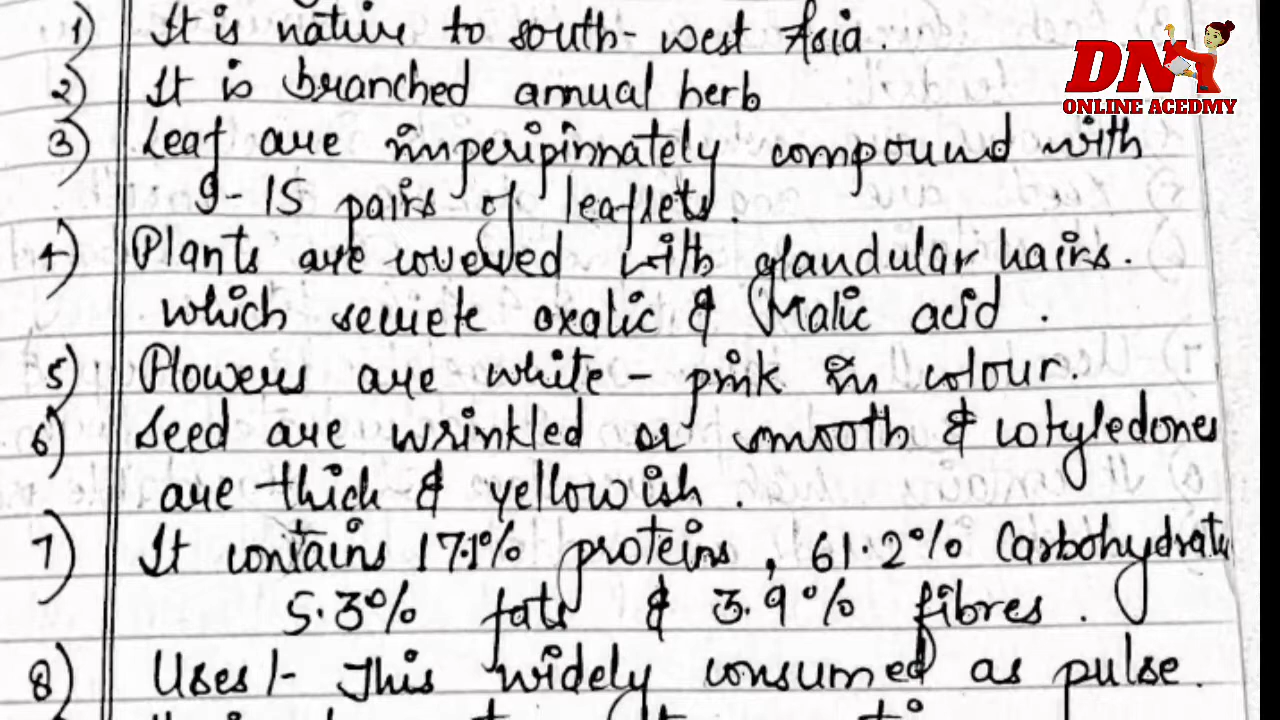 1) It is native to south-west Asia.
2) It is branched annual herb
3) Leaf are imperipinnately compound with
9-15 pairs of leaflets.
4) Plants are covered with glandular hairs.
which secrete oxalic & Malic acid.
5) Flowers are white - pink in colour.
6) Seed are wrinkled or smooth & cotyledones
are thick & yellowish.
7) It contains 17.1% proteins, 61.2% Carbohydrate
5.3% fats & 3.9% fibres.
8) Uses :- This widely consumed as pulse.
DN
ONLINE ACEDMY